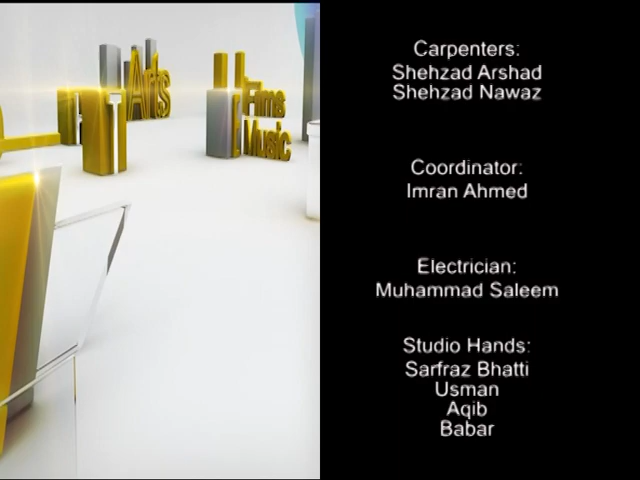 Arts
Films
Music
Carpenters:
Shehzad Arshad
Shehzad Nawaz
Coordinator:
Imran Ahmed
Electrician:
Muhammad Saleem
Studio Hands:
Sarfraz Bhatti
Usman
Aqib
Babar